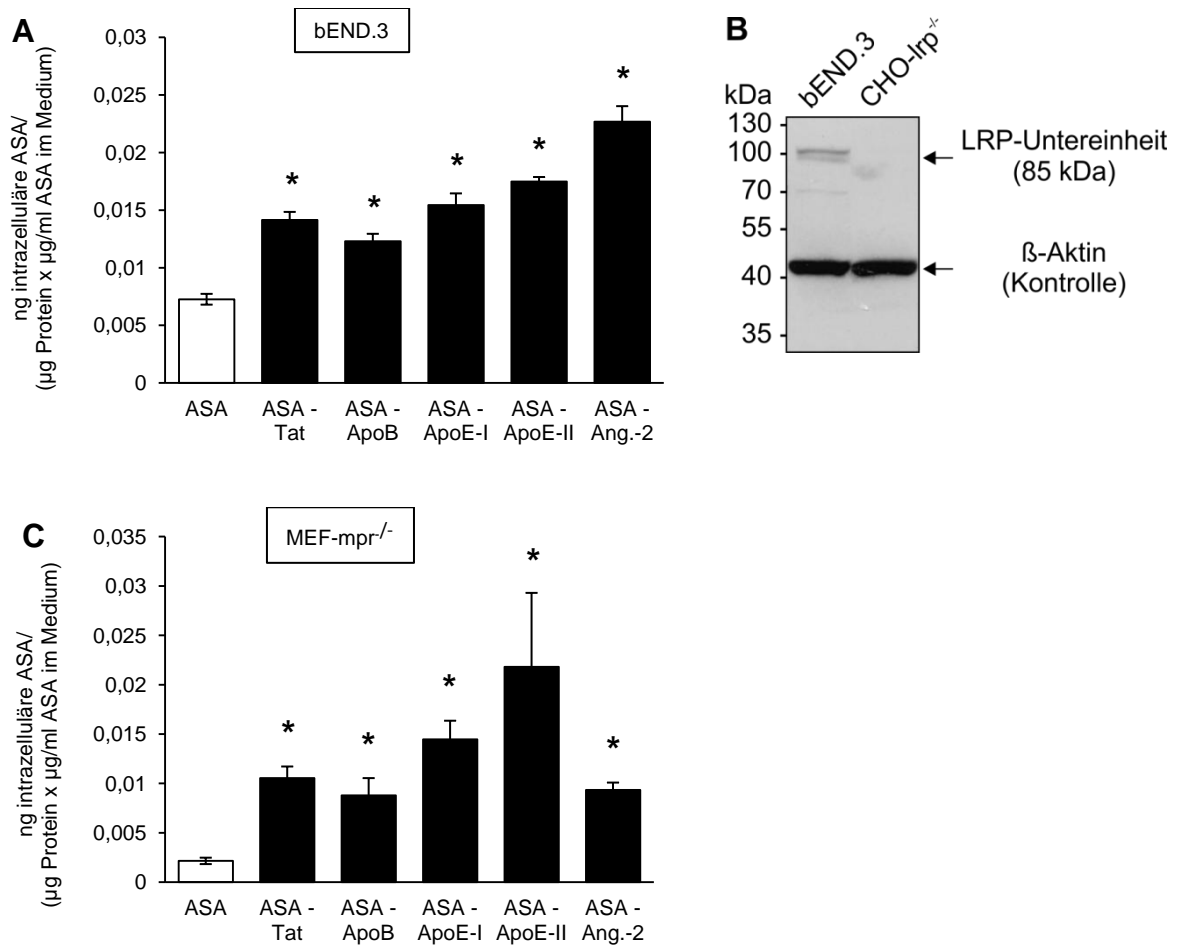 A
bEND.3
ng intrazelluläre ASA/
(µg Protein x µg/ml ASA im Medium)
0,03
0,025
0,02
0,015
0,01
0,005
0
*
*
*
*
*
ASA
ASA -
Tat
ASA -
ApoB
ASA -
ApoE-I
ASA -
ApoE-II
ASA -
Ang.-2
B
bEND.3
CHO-lrp-/-
kDa
130
100
70
55
40
35
LRP-Untereinheit
(85 kDa)
ß-Aktin
(Kontrolle)
C
MEF-mpr-/-
ng intrazelluläre ASA/
(µg Protein x µg/ml ASA im Medium)
0,035
0,03
0,025
0,02
0,015
0,01
0,005
0
*
*
*
*
*
ASA
ASA -
Tat
ASA -
ApoB
ASA -
ApoE-I
ASA -
ApoE-II
ASA -
Ang.-2